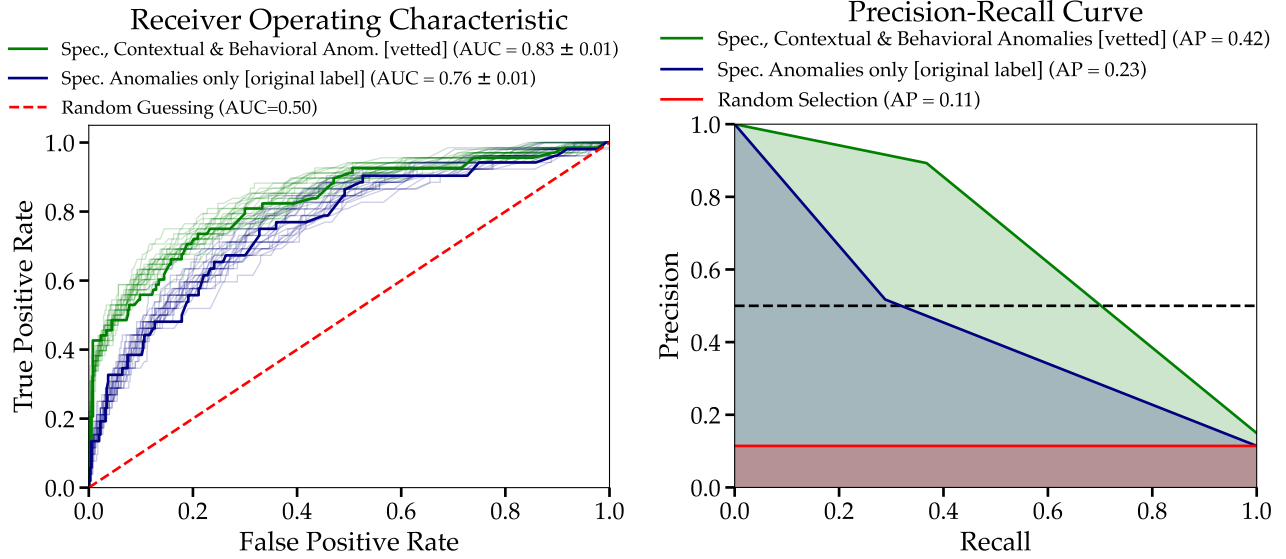 Receiver Operating Characteristic
Spec., Contextual & Behavioral Anom. [vetted] (AUC = 0.83 ± 0.01)
Spec. Anomalies only [original label] (AUC = 0.76 ± 0.01)
Random Guessing (AUC=0.50)
1.0
0.8
0.6
0.4
0.2
0.0
True Positive Rate
0.0 0.2 0.4 0.6 0.8 1.0
False Positive Rate
Precision-Recall Curve
Spec., Contextual & Behavioral Anomalies [vetted] (AP = 0.42)
Spec. Anomalies only [original label] (AP = 0.23)
Random Selection (AP = 0.11)
1.0
0.8
0.6
0.4
0.2
0.0
Precision
0.0 0.2 0.4 0.6 0.8 1.0
Recall